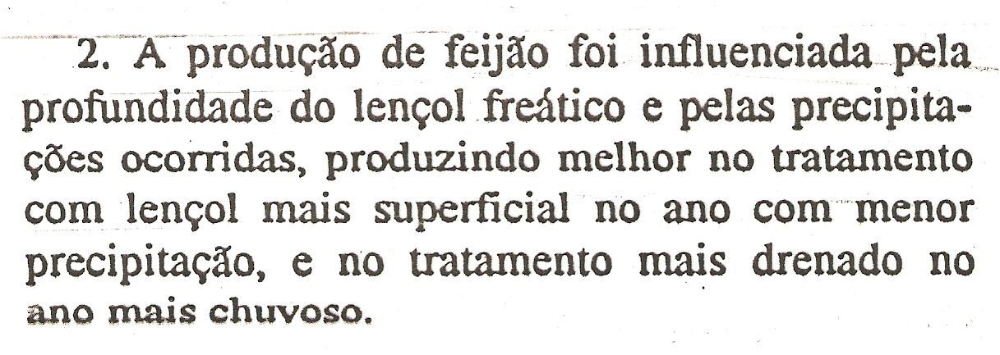 2. A produção de feijão foi influenciada pela
profundidade do lençol freático e pelas precipita-
ções ocorridas, produzindo melhor no tratamento
com lençol mais superficial no ano com menor
precipitação, e no tratamento mais drenado no
ano mais chuvoso.